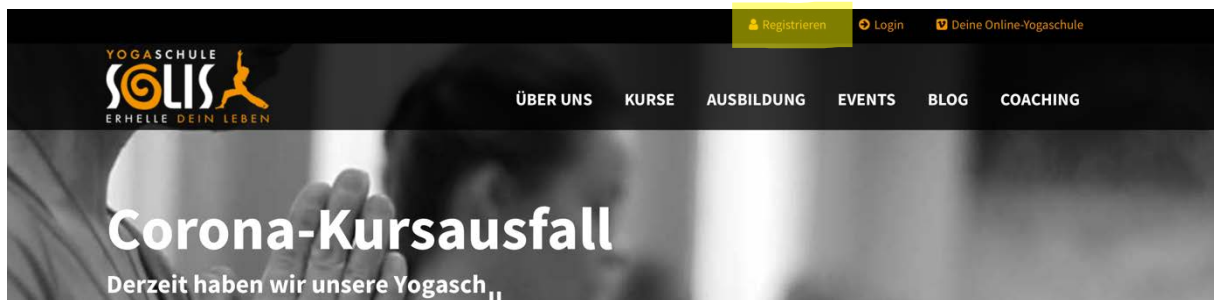 Registrieren Login Deine Online-Yogaschule
YOGASCHULE
SOLIS
ERHELLE DEIN LEBEN
ÜBER UNS KURSE AUSBILDUNG EVENTS BLOG COACHING
Corona-Kursausfall
Derzeit haben wir unsere